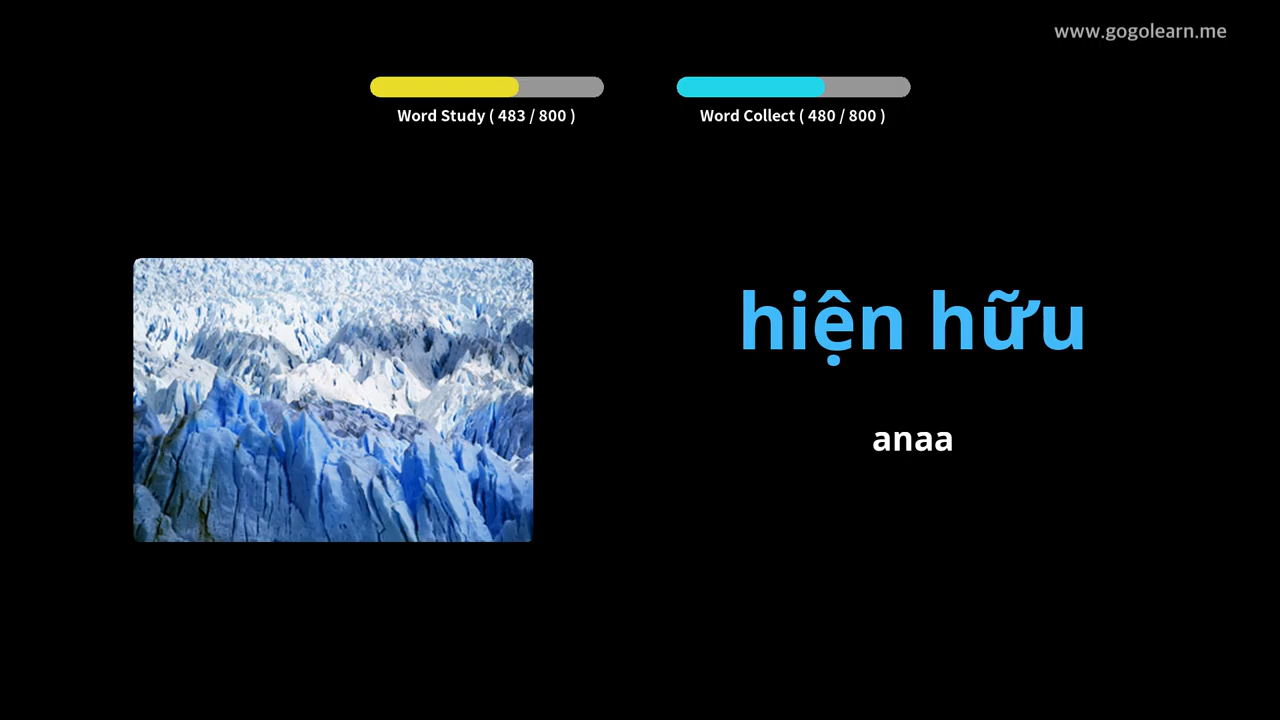 www.gogolearn.me
Word Study ( 483 / 800 )
Word Collect ( 480 / 800 )
hiện hữu
anaa